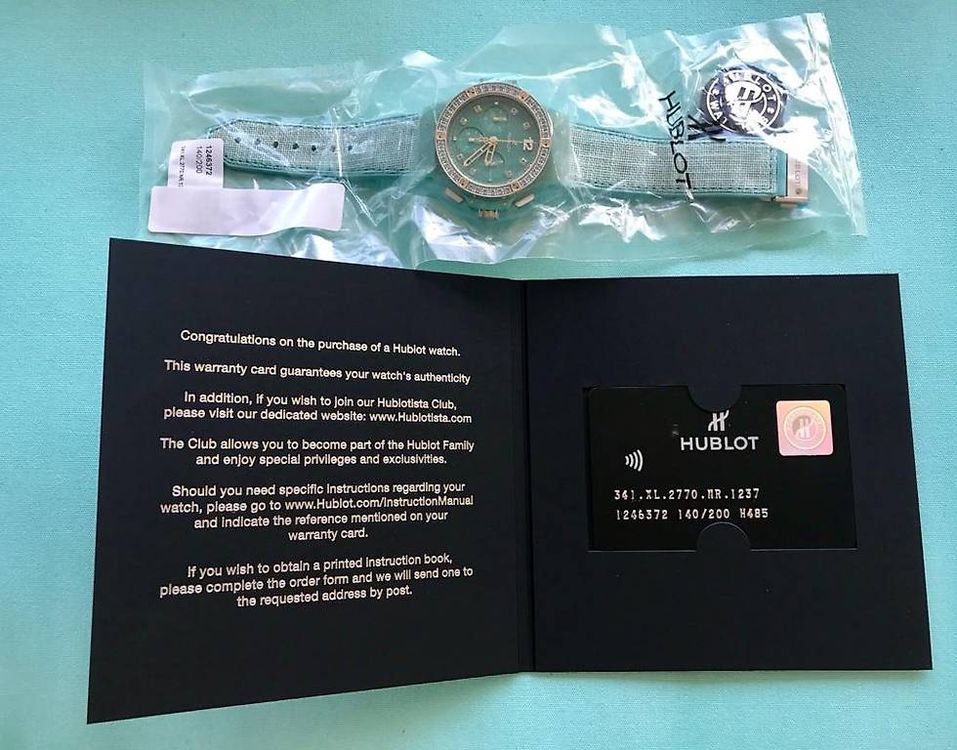 HUBLOT
1246372
140/200
12
Congratulations on the purchase of a Hublot watch.
This warranty card guarantees your watch's authenticity
In addition, if you wish to join our Hublotista Club,
please visit our dedicated website: www.Hublotista.com
The Club allows you to become part of the Hublot Family
and enjoy special privileges and exclusivities.
Should you need specific instructions regarding your
watch, please go to www.Hublot.com/InstructionManual
and indicate the reference mentioned on your
warranty card.
If you wish to obtain a printed instruction book,
please complete the order form and we will send one to
the requested address by post.
HUBLOT
341.XL.2770.NR.1237
1246372 140/200 H485